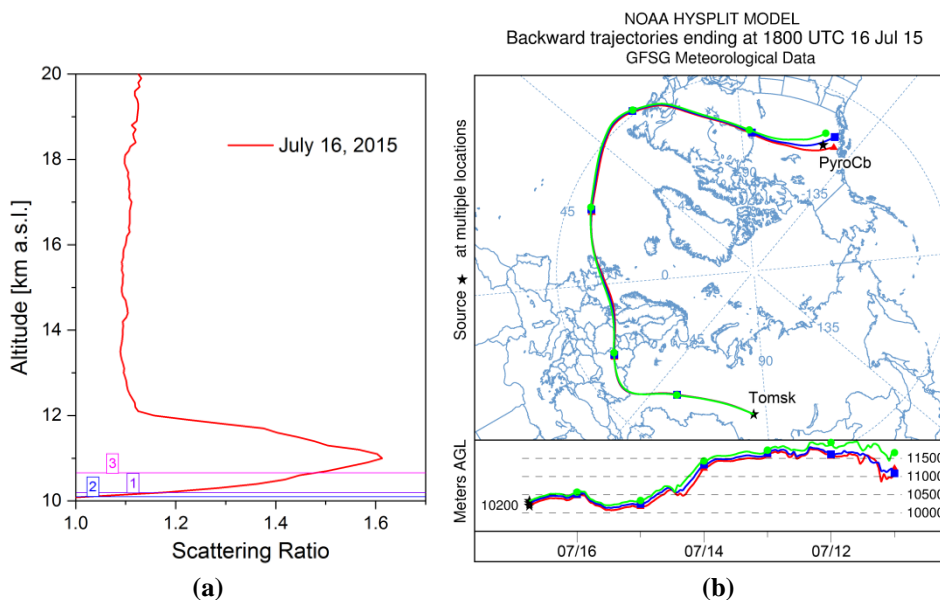 20
18
16
14
12
10
Altitude [km a.s.l.]
July 16, 2015
3
1
2
1.0 1.2 1.4 1.6
Scattering Ratio
(a)
NOAA HYSPLIT MODEL
Backward trajectories ending at 1800 UTC 16 Jul 15
GFSG Meteorological Data
Source ★ at multiple locations
PyroCb
90
135
45
45
0
135
45
90
Tomsk
Meters AGL
10200
11500
11000
10500
10000
07/16 07/14 07/12
(b)